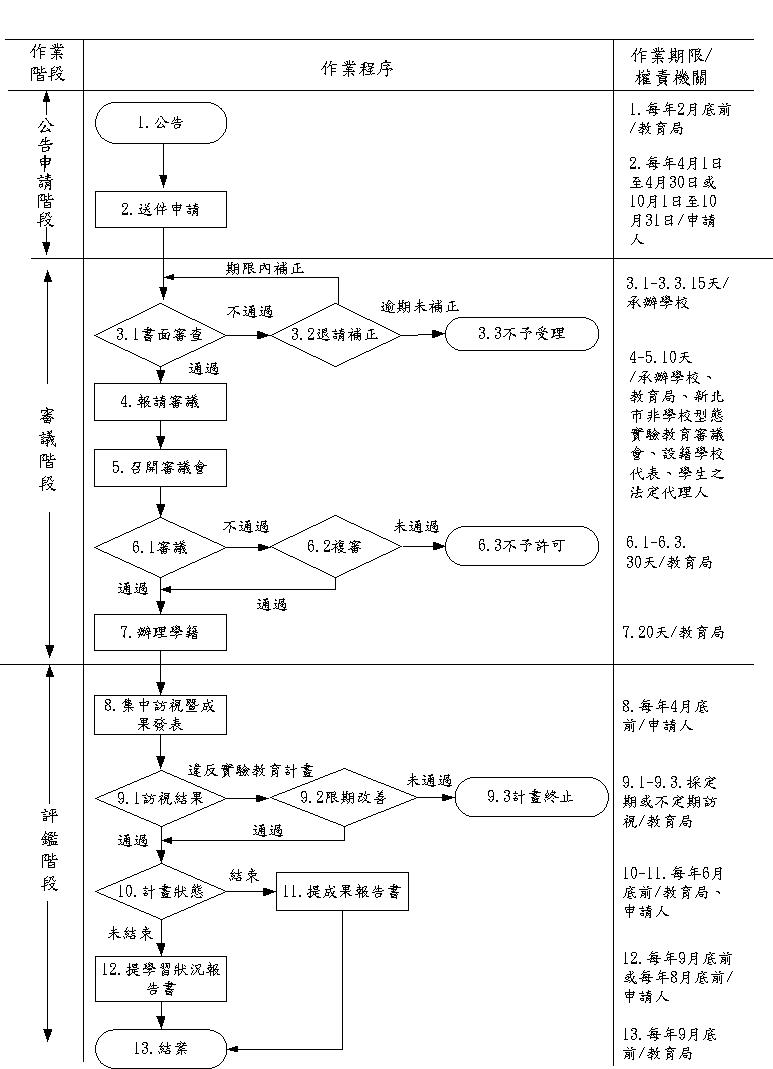 作業
階段
作業程序
作業期限/
權責機關
公告申請階段
1.公告
2.送件申請
1.每年2月底前
/教育局
2.每年4月1日
至4月30日或
10月1日至10
月31日/申請
人
審議階段
期限內補正
3.1書面審查
不通過
3.2退請補正
逾期未補正
3.3不予受理
通過
4.報請審議
5.召開審議會
6.1審議
不通過
6.2複審
未通過
6.3不予許可
通過
通過
7.辦理學籍
3.1-3.3.15天/
承辦學校
4-5.10天
/承辦學校、
教育局、新北
市非學校型態
實驗教育審議
會、設籍學校
代表、學生之
法定代理人
6.1-6.3.
30天/教育局
7.20天/教育局
評鑑階段
8.集中訪視暨成
果發表
違反實驗教育計畫
9.1訪視結果
9.2限期改善
未通過
9.3計畫終止
通過
通過
10.計畫狀態
結束
11.提成果報告書
未結束
12.提學習狀況報
告書
13.結案
8.每年4月底
前/申請人
9.1-9.3.採定
期或不定期訪
視/教育局
10-11.每年6月
底前/教育局、
申請人
12.每年9月底前
或每年8月底前/
申請人
13.每年9月底
前/教育局